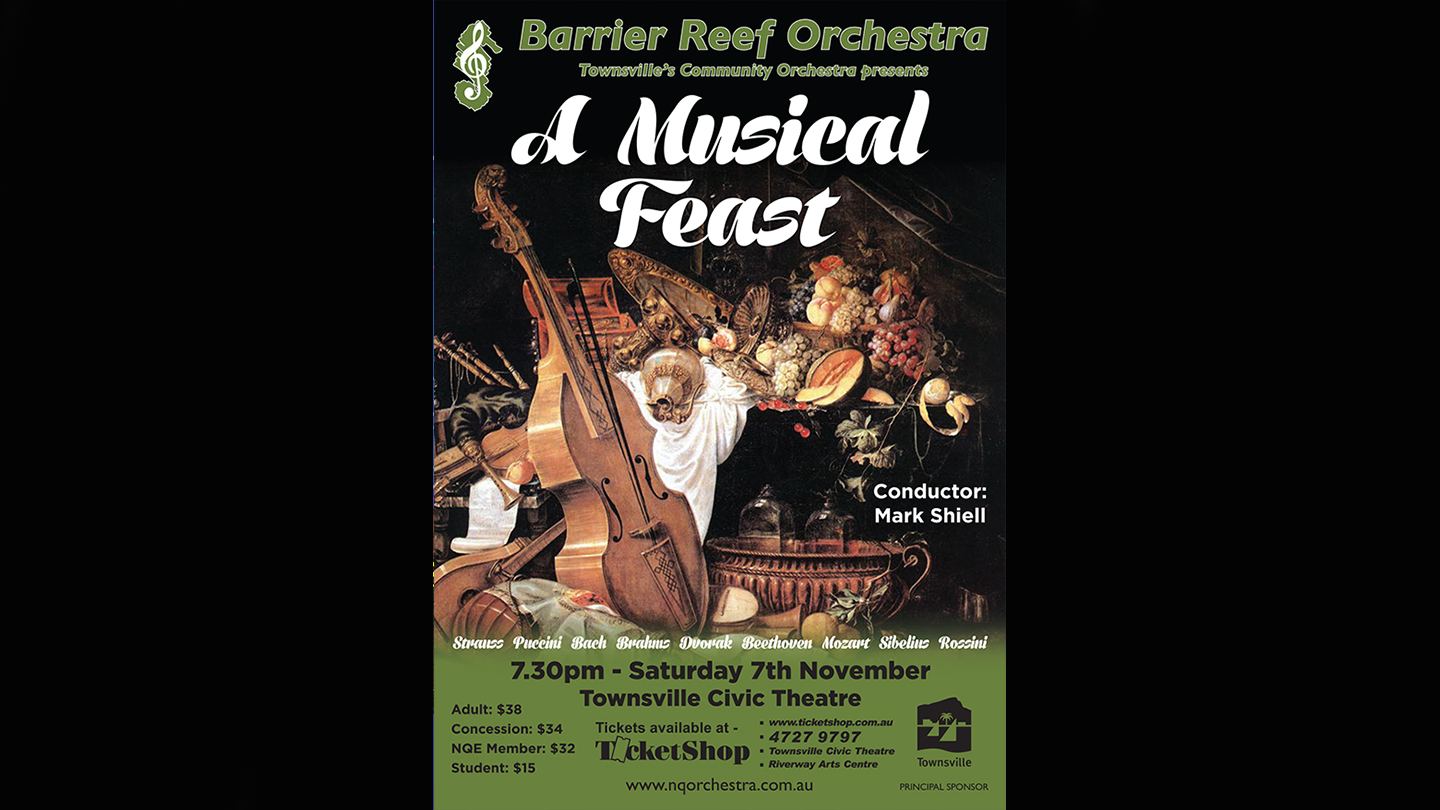 Barrier Reef Orchestra
Townsville's Community Orchestra presents
A Musical
Feast
Conductor:
Mark Shiell
Strauss Puccini Bach Brahms Dvorak Beethoven Mozart Sibelius Rossini
7.30pm - Saturday 7th November
Townsville Civic Theatre
Adult: $38
Concession: $34
NQE Member: $32
Student: $15
Tickets available at -
TicketShop
▪ www.ticketshop.com.au
▪ 4727 9797
▪ Townsville Civic Theatre
▪ Riverway Arts Centre
Townsville
www.nqorchestra.com.au
PRINCIPAL SPONSOR